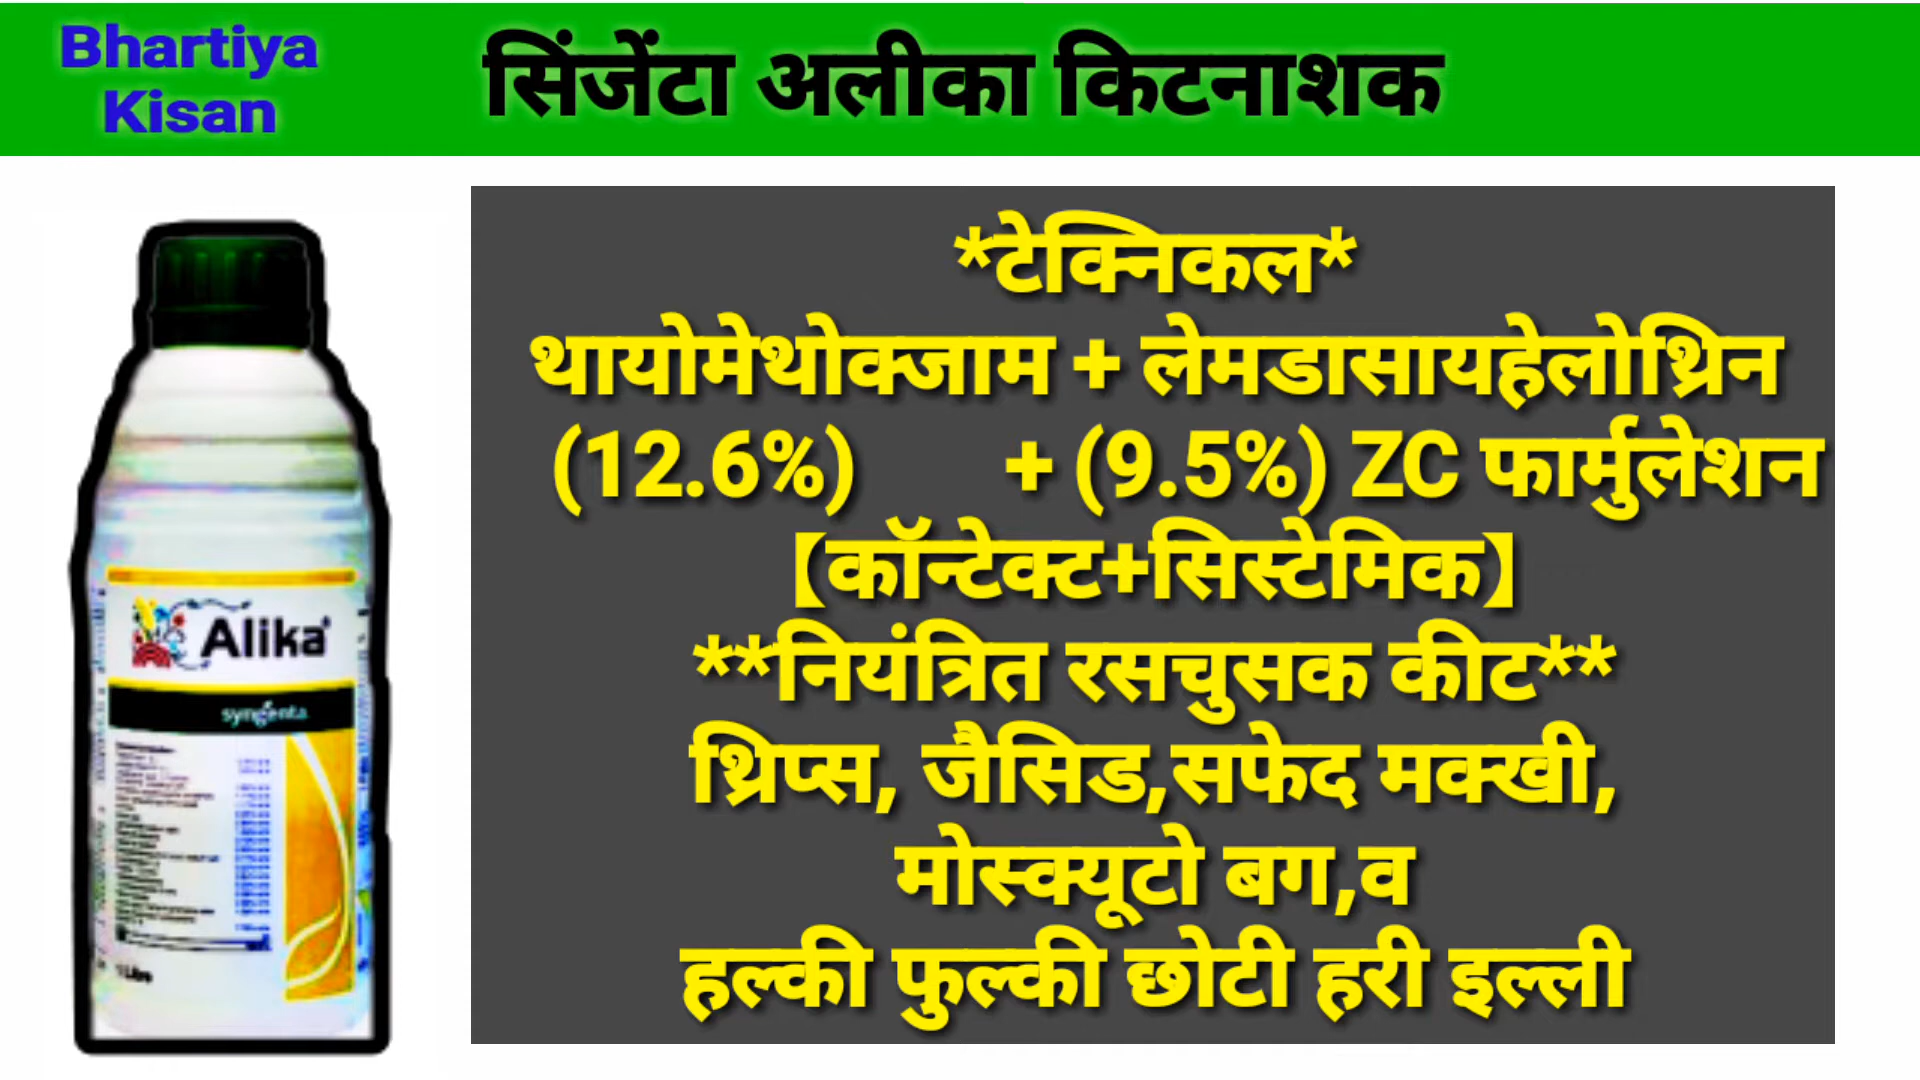 Bhartiya
Kisan
सिंजेंटा अलीका किटनाशक
*टेक्निकल*
थायोमेथोक्जाम + लेमडासायहेलोथ्रिन
(12.6%) + (9.5%) ZC फार्मुलेशन
【कॉन्टेक्ट+सिस्टेमिक】
**नियंत्रित रसचुसक कीट**
थ्रिप्स, जैसिड,सफेद मक्खी,
मोस्क्यूटो बग,व
हल्की फुल्की छोटी हरी इल्ली
Alika
syngenta